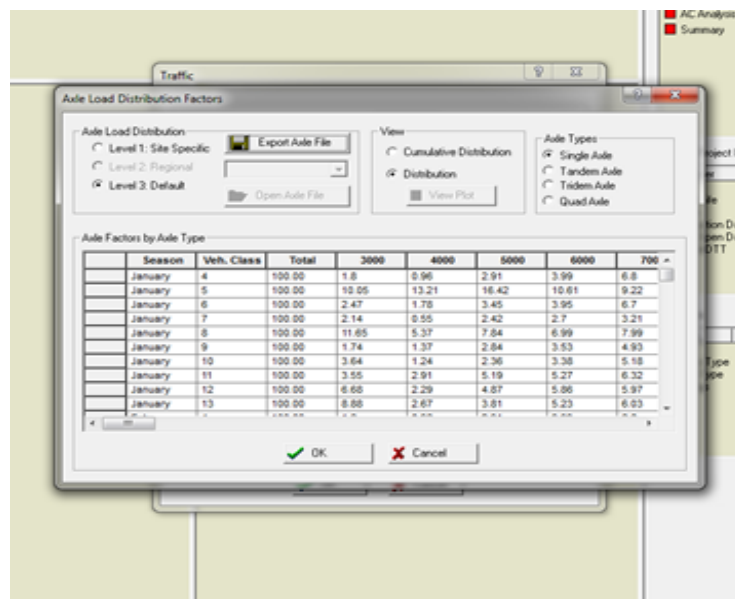 AC Analysis
Summary
Traffic
Axle Load Distribution Factors
Axle Load Distribution
Level 1: Site Specific
Export Axle File
Level 2: Regional
Level 3: Default
Open Axle File
View
Cumulative Distribution
Distribution
View Plot
Axle Types
Single Axle
Tandem Axle
Tridem Axle
Quad Axle
Axle Factors by Axle Type
Season Veh. Class Total 3000 4000 5000 6000 700
January 4 100.00 1.8 0.96 2.91 3.99 6.8
January 5 100.00 10.05 13.21 16.42 10.61 9.22
January 6 100.00 2.47 1.78 3.45 3.95 6.7
January 7 100.00 2.14 0.55 2.42 2.7 3.21
January 8 100.00 11.65 5.37 7.84 6.99 7.99
January 9 100.00 1.74 1.37 2.84 3.53 4.93
January 10 100.00 3.64 1.24 2.36 3.38 5.18
January 11 100.00 3.55 2.91 5.19 5.27 6.32
January 12 100.00 6.68 2.29 4.87 5.86 5.97
January 13 100.00 8.88 2.67 3.81 5.23 6.03
OK
Cancel